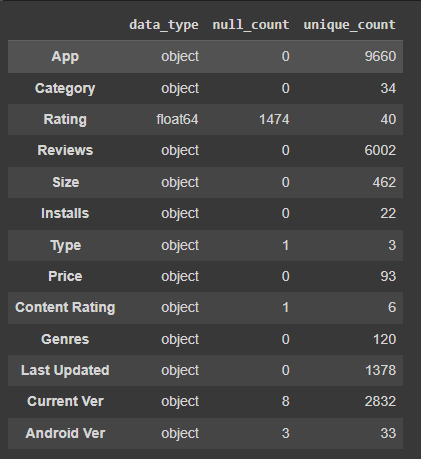 data_type null_count unique_count
App object 0 9660
Category object 0 34
Rating float64 1474 40
Reviews object 0 6002
Size object 0 462
Installs object 0 22
Type object 1 3
Price object 0 93
Content Rating object 1 6
Genres object 0 120
Last Updated object 0 1378
Current Ver object 8 2832
Android Ver object 3 33